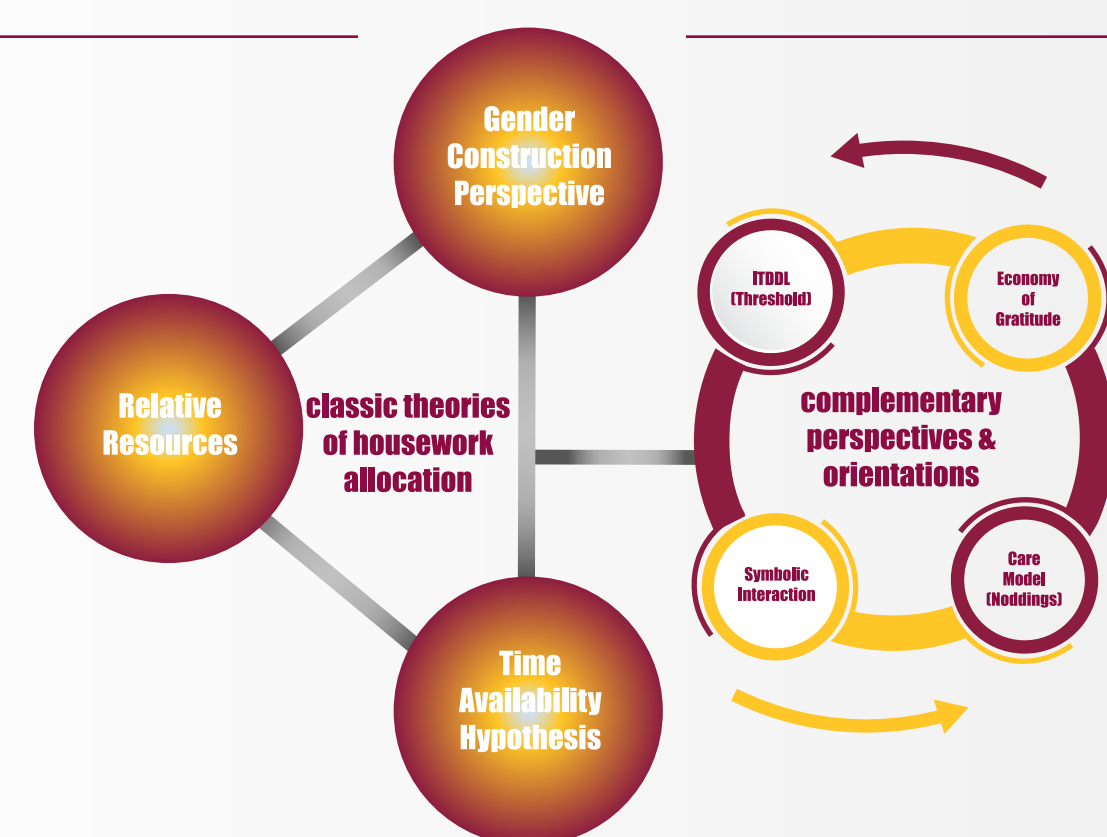 Gender
Construction
Perspective
Relative
Resources
classic theories
of housework
allocation
Time
Availability
Hypothesis
ITDDL
(Threshold)
Economy
of
Gratitude
complementary
perspectives &
orientations
Symbolic
Interaction
Care
Model
(Noddings)